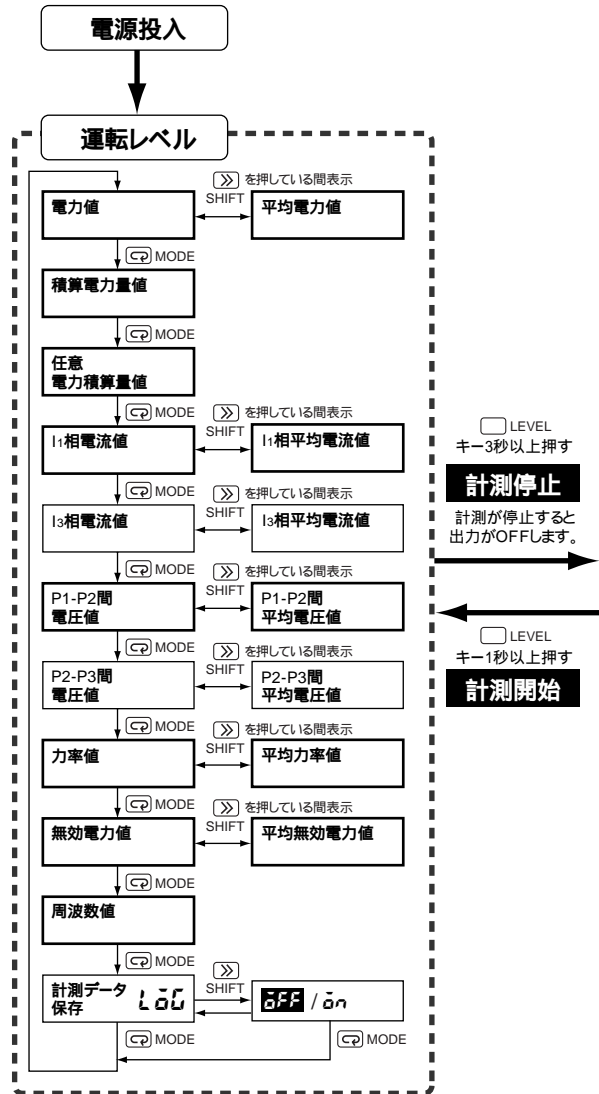 電源投入
運転レベル
電力値
SHIFT を押している間表示
平均電力値
MODE
積算電力量値
MODE
任意
電力積算量値
MODE
I1相電流値
SHIFT を押している間表示
I1相平均電流値
MODE
I3相電流値
SHIFT を押している間表示
I3相平均電流値
MODE
P1-P2間
電圧値
SHIFT を押している間表示
P1-P2間
平均電圧値
MODE
P2-P3間
電圧値
SHIFT を押している間表示
P2-P3間
平均電圧値
MODE
力率値
SHIFT を押している間表示
平均力率値
MODE
無効電力値
SHIFT を押している間表示
平均無効電力値
MODE
周波数値
MODE
計測データ
保存
LoG
SHIFT
oFF / on
MODE
MODE
LEVEL
キー3秒以上押す
計測停止
計測が停止すると
出力がOFFします。
LEVEL
キー1秒以上押す
計測開始